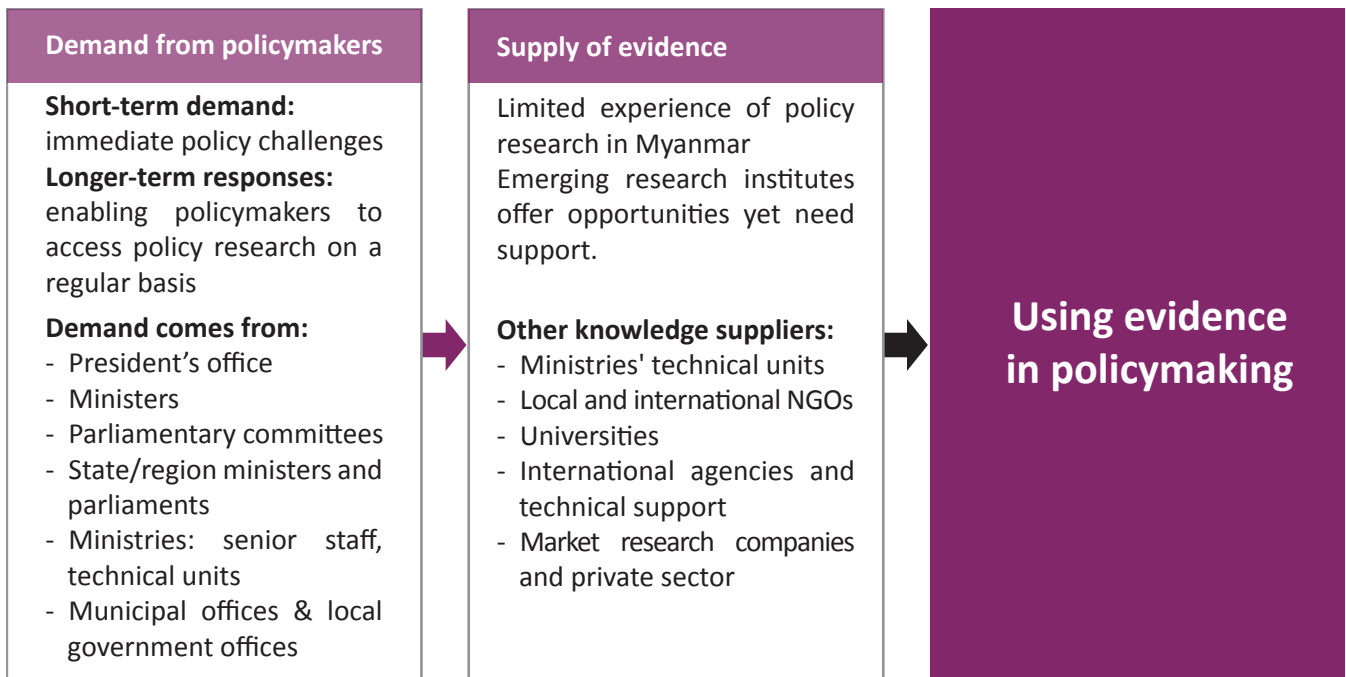 Demand from policymakers
Short-term demand:
immediate policy challenges
Longer-term responses:
enabling policymakers to
access policy research on a
regular basis
Demand comes from:
- President’s office
- Ministers
- Parliamentary committees
- State/region ministers and
parliaments
- Ministries: senior staff,
technical units
- Municipal offices & local
government offices
Supply of evidence
Limited experience of policy
research in Myanmar
Emerging research institutes
offer opportunities yet need
support.
Other knowledge suppliers:
- Ministries' technical units
- Local and international NGOs
- Universities
- International agencies and
technical support
- Market research companies
and private sector
Using evidence
in policymaking